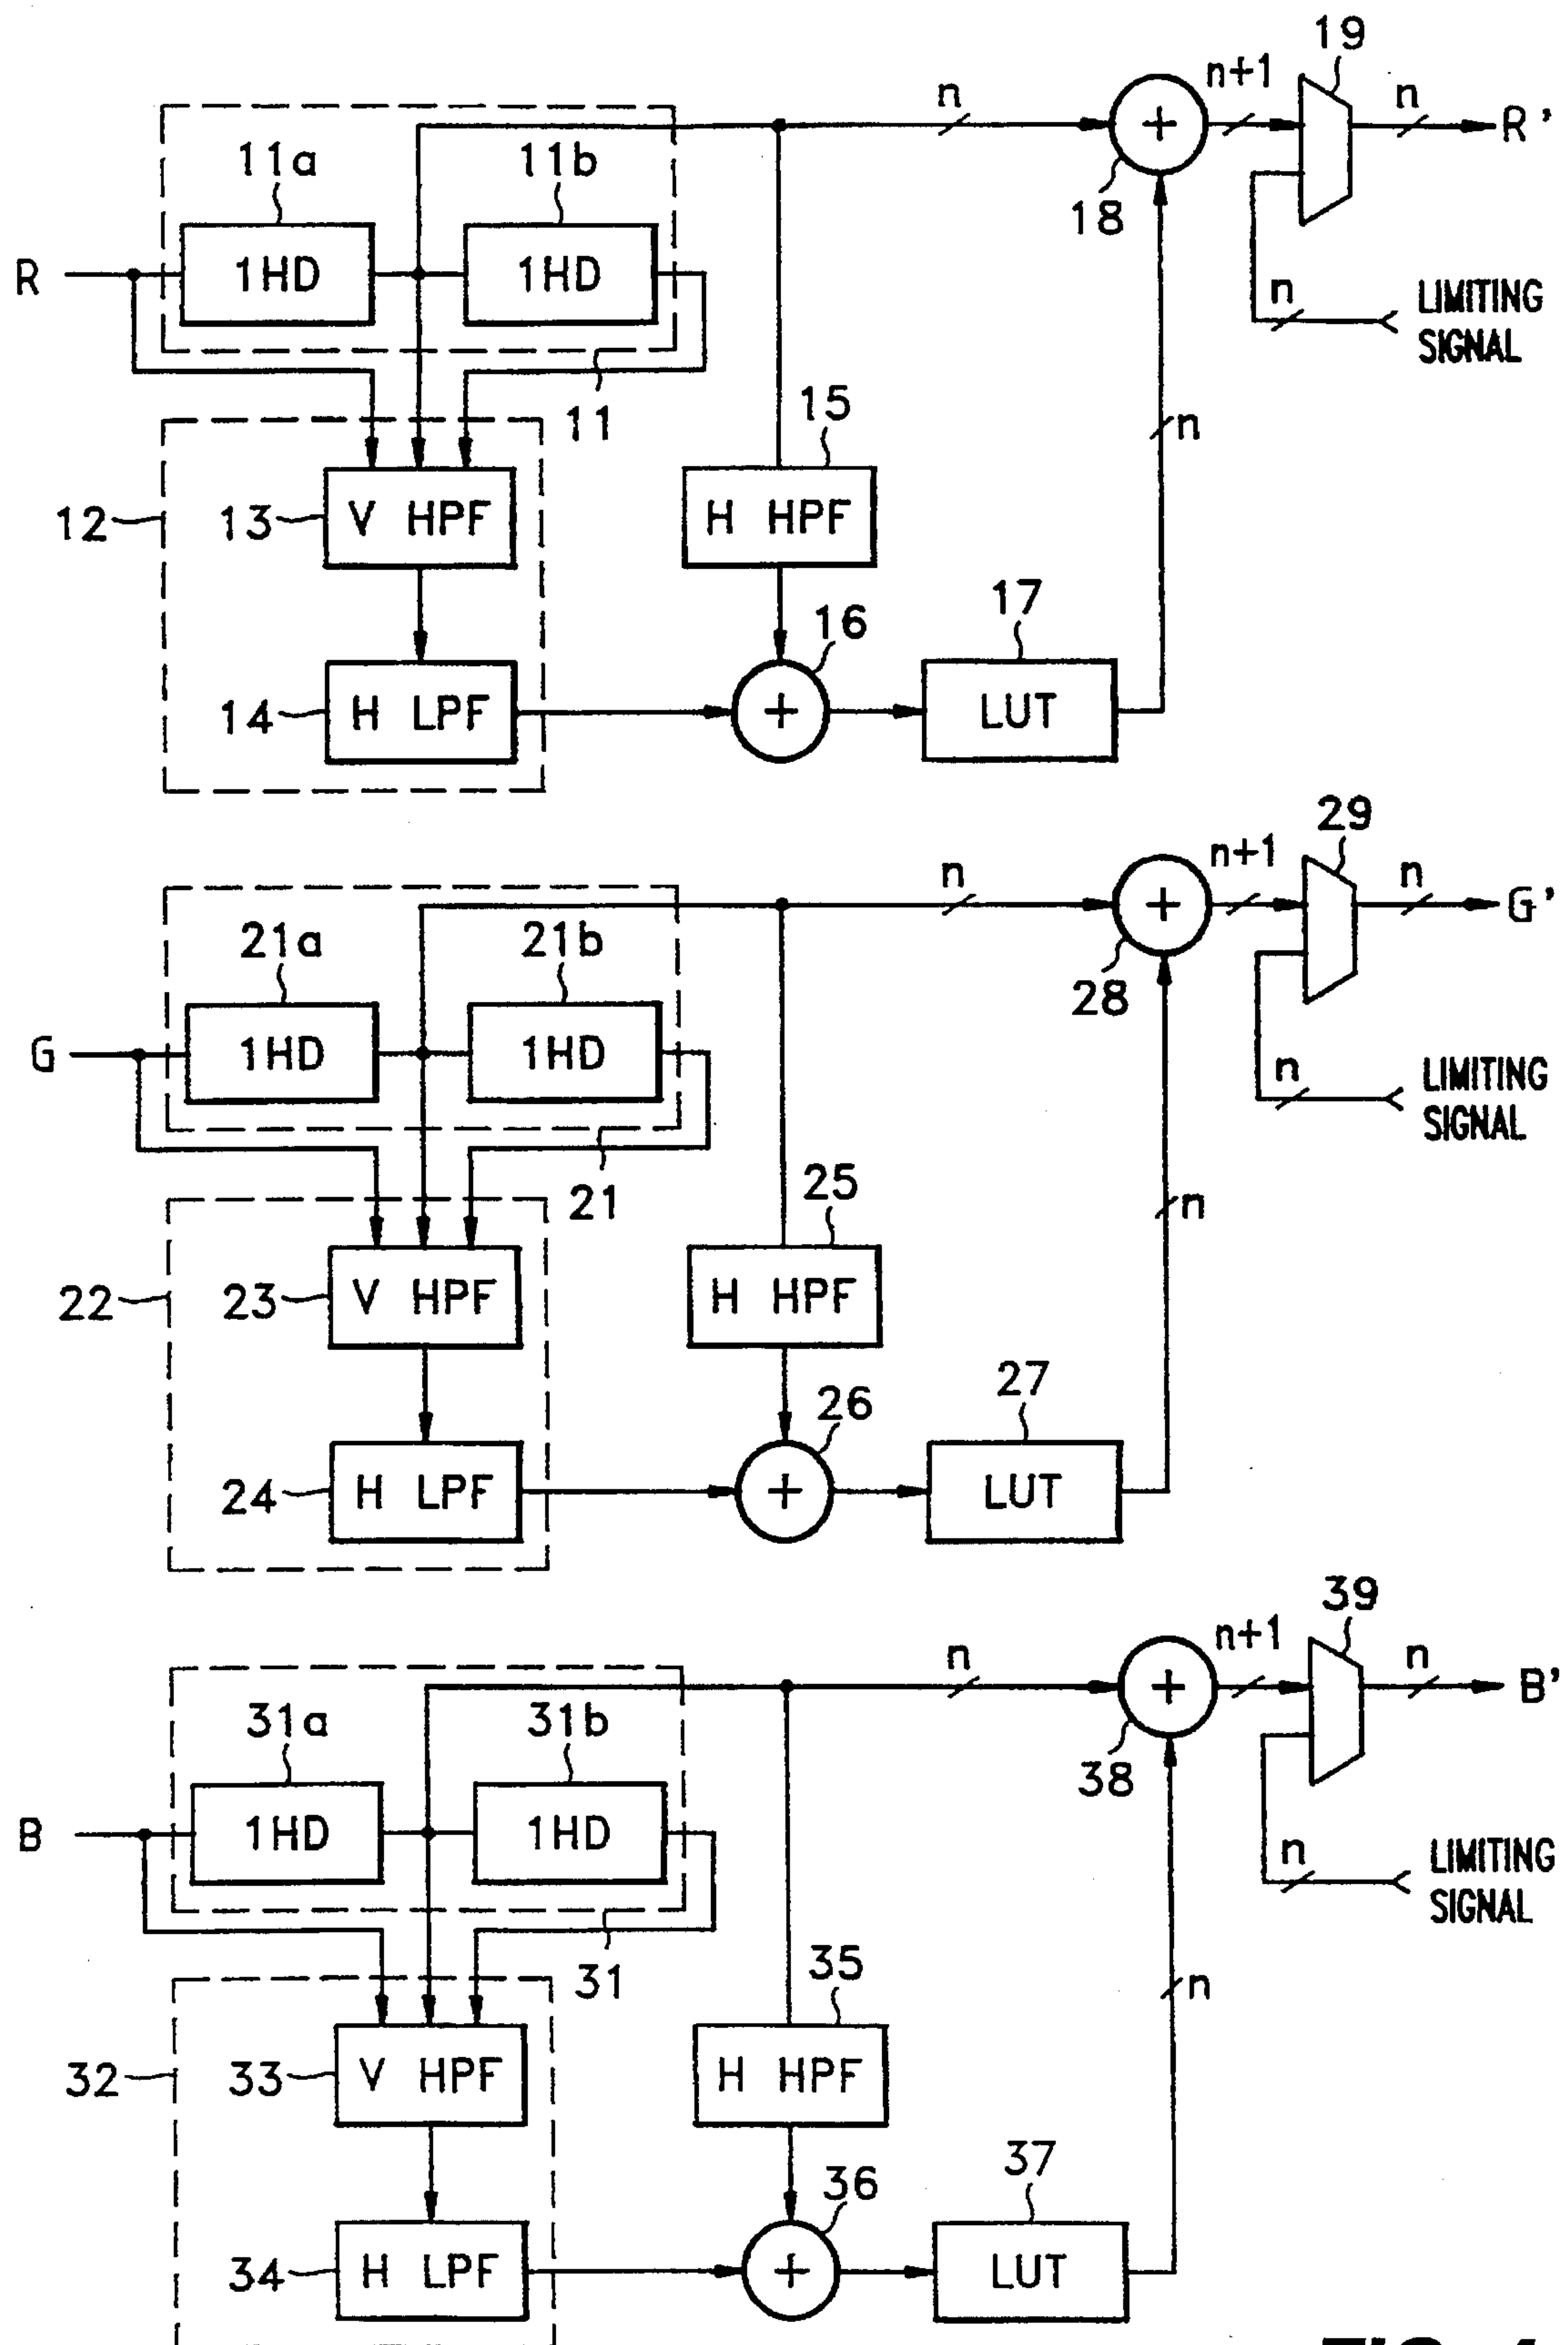 19
n
n+1
n
R'
11a
11b
18
1HD
1HD
R
n
LIMITING
SIGNAL
15
11
n
12
13
V HPF
H HPF
17
16
14
H LPF
+
LUT
+
29
n
n+1
n
G'
+
21a
21b
28
G
1HD
1HD
n
LIMITING
SIGNAL
25
21
n
22
23
V HPF
H HPF
27
26
24
H LPF
+
LUT
39
n
n+1
n
B'
+
31a
31b
38
B
1HD
1HD
n
LIMITING
SIGNAL
35
31
n
32
33
V HPF
H HPF
37
36
34
H LPF
+
LUT